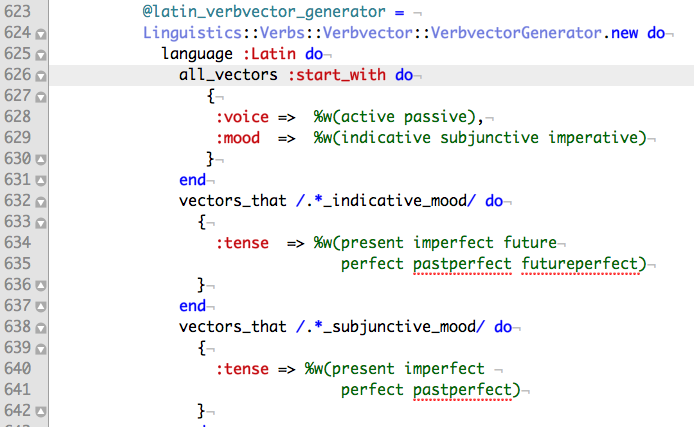 623 @latin_verbvector_generator = ¬
624 Linguistics::Verbs::Verbvector::VerbvectorGenerator.new do¬
625 language :Latin do¬
626 all_vectors :start_with do¬
627 {¬
628 :voice => %w(active passive),¬
629 :mood => %w(indicative subjunctive imperative)¬
630 }¬
631 end¬
632 vectors_that /.*_indicative_mood/ do¬
633 {¬
634 :tense => %w(present imperfect future¬
635 perfect pastperfect futureperfect)¬
636 }¬
637 end¬
638 vectors_that /.*_subjunctive_mood/ do¬
639 {¬
640 :tense => %w(present imperfect ¬
641 perfect pastperfect)¬
642 }¬